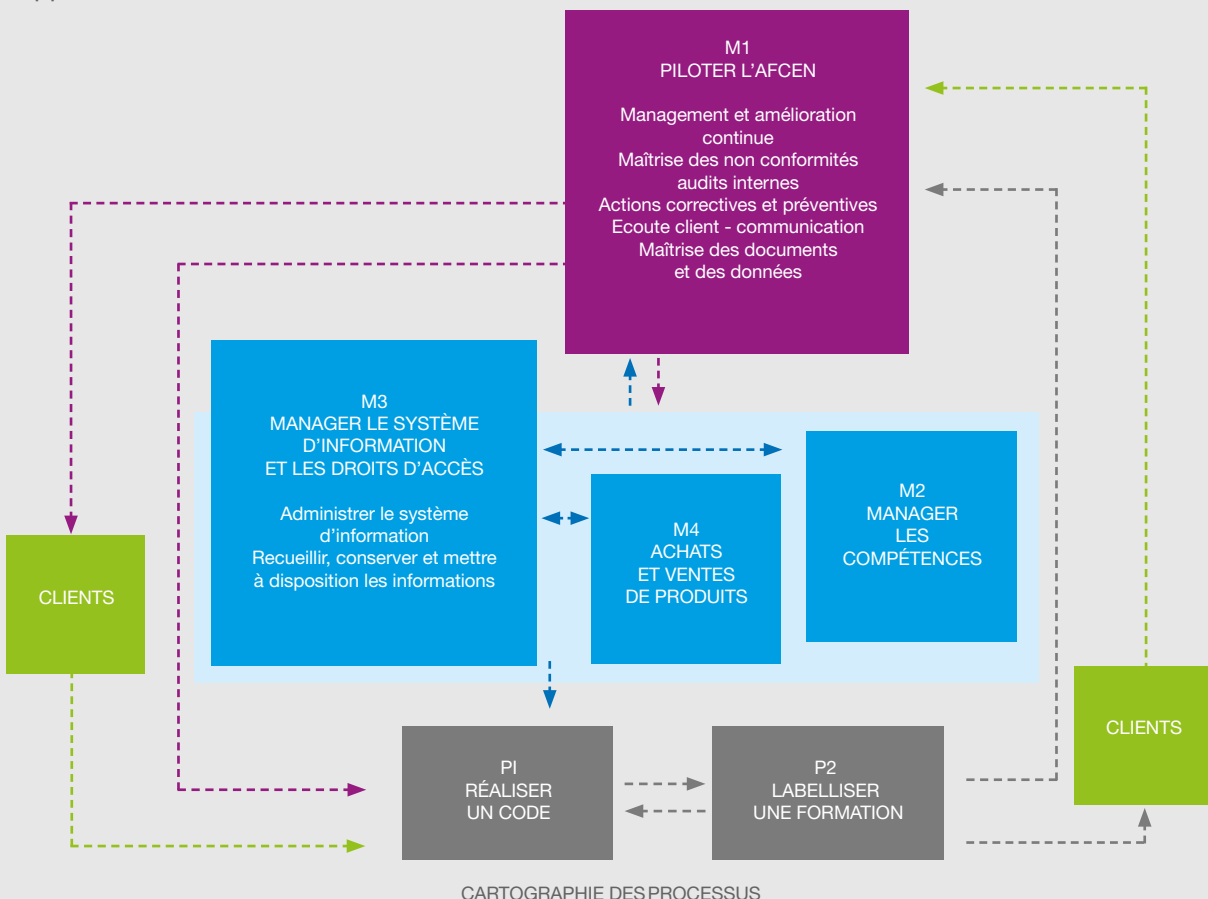 M1
PILOTER L'AFCEN
Management et amélioration
continue
Maîtrise des non conformités
audits internes
Actions correctives et préventives
Ecoute client - communication
Maîtrise des documents
et des données
M3
MANAGER LE SYSTÈME
D'INFORMATION
ET LES DROITS D'ACCÈS
Administrer le système
d'information
Recueillir, conserver et mettre
à disposition les informations
M4
ACHATS
ET VENTES
DE PRODUITS
M2
MANAGER
LES
COMPÉTENCES
CLIENTS
CLIENTS
PI
RÉALISER
UN CODE
P2
LABELLISER
UNE FORMATION
CARTOGRAPHIE DES PROCESSUS